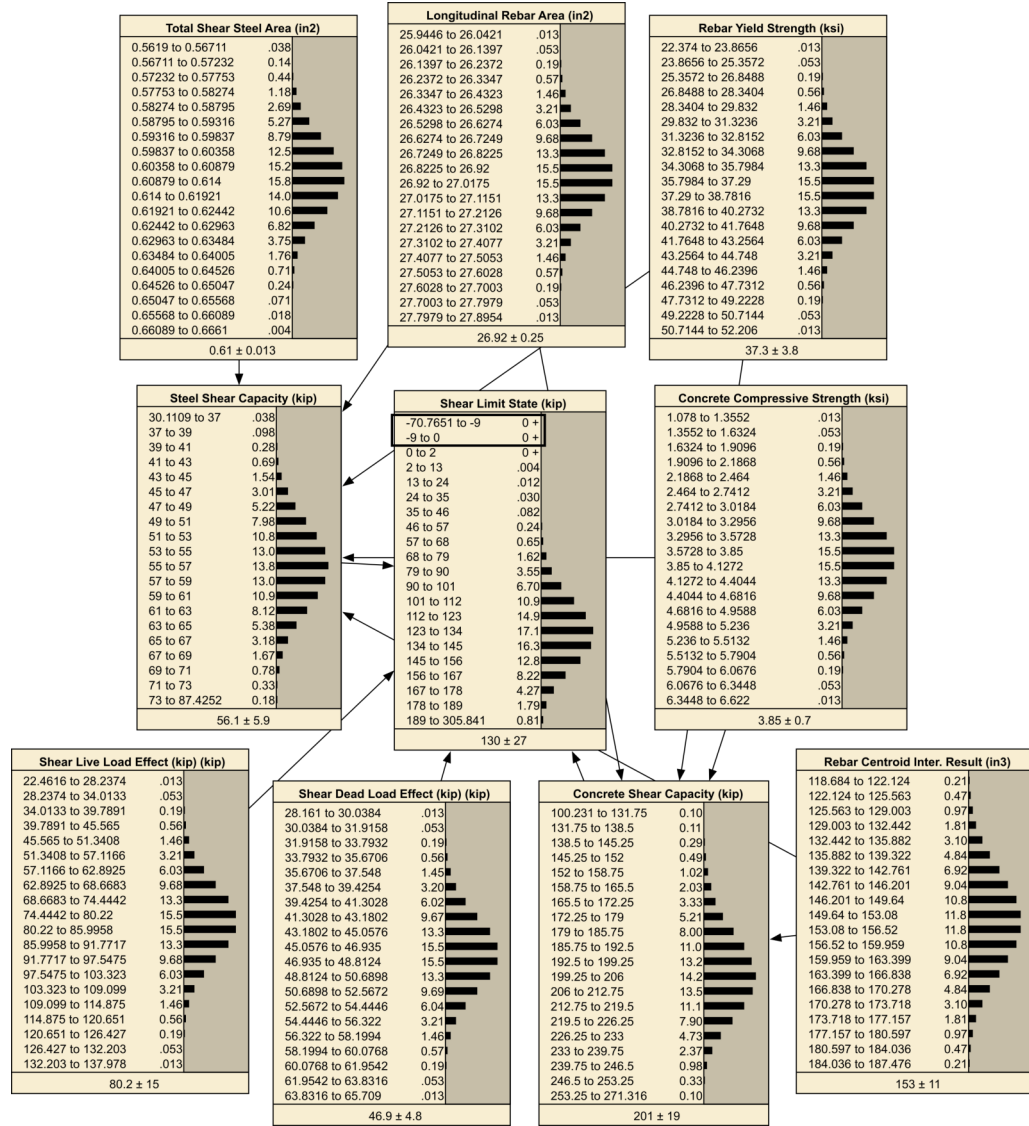 Total Shear Steel Area (in2)
0.5619 to 0.56711 .038
0.56711 to 0.57232 0.14
0.57232 to 0.57753 0.44
0.57753 to 0.58274 1.18
0.58274 to 0.58795 2.69
0.58795 to 0.59316 5.27
0.59316 to 0.59837 8.79
0.59837 to 0.60358 12.5
0.60358 to 0.60879 15.2
0.60879 to 0.614 15.8
0.614 to 0.61921 14.0
0.61921 to 0.62442 10.6
0.62442 to 0.62963 6.82
0.62963 to 0.63484 3.75
0.63484 to 0.64005 1.76
0.64005 to 0.64526 0.71
0.64526 to 0.65047 0.24
0.65047 to 0.65568 .071
0.65568 to 0.66089 .018
0.66089 to 0.6661 .004
0.61 ± 0.013
Longitudinal Rebar Area (in2)
25.9446 to 26.0421 .013
26.0421 to 26.1397 .053
26.1397 to 26.2372 0.19
26.2372 to 26.3347 0.57
26.3347 to 26.4323 1.46
26.4323 to 26.5298 3.21
26.5298 to 26.6274 6.03
26.6274 to 26.7249 9.68
26.7249 to 26.8225 13.3
26.8225 to 26.92 15.5
26.92 to 27.0175 15.5
27.0175 to 27.1151 13.3
27.1151 to 27.2126 9.68
27.2126 to 27.3102 6.03
27.3102 to 27.4077 3.21
27.4077 to 27.5053 1.46
27.5053 to 27.6028 0.57
27.6028 to 27.7003 0.19
27.7003 to 27.7979 .053
27.7979 to 27.8954 .013
26.92 ± 0.25
Rebar Yield Strength (ksi)
22.374 to 23.8656 .013
23.8656 to 25.3572 .053
25.3572 to 26.8488 0.19
26.8488 to 28.3404 0.56
28.3404 to 29.832 1.46
29.832 to 31.3236 3.21
31.3236 to 32.8152 6.03
32.8152 to 34.3068 9.68
34.3068 to 35.7984 13.3
35.7984 to 37.29 15.5
37.29 to 38.7816 15.5
38.7816 to 40.2732 13.3
40.2732 to 41.7648 9.68
41.7648 to 43.2564 6.03
43.2564 to 44.748 3.21
44.748 to 46.2396 1.46
46.2396 to 47.7312 0.56
47.7312 to 49.2228 0.19
49.2228 to 50.7144 .053
50.7144 to 52.206 .013
37.3 ± 3.8
Steel Shear Capacity (kip)
30.1109 to 37 .038
37 to 39 .098
39 to 41 0.28
41 to 43 0.69
43 to 45 1.54
45 to 47 3.01
47 to 49 5.22
49 to 51 7.98
51 to 53 10.8
53 to 55 13.0
55 to 57 13.8
57 to 59 13.0
59 to 61 10.9
61 to 63 8.12
63 to 65 5.38
65 to 67 3.18
67 to 69 1.67
69 to 71 0.78
71 to 73 0.33
73 to 87.4252 0.18
56.1 ± 5.9
Shear Limit State (kip)
-70.7651 to -9 0 +
-9 to 0 0 +
0 to 2 0 +
2 to 13 .004
13 to 24 .012
24 to 35 .030
35 to 46 .082
46 to 57 0.24
57 to 68 0.65
68 to 79 1.62
79 to 90 3.55
90 to 101 6.70
101 to 112 10.9
112 to 123 14.9
123 to 134 17.1
134 to 145 16.3
145 to 156 12.8
156 to 167 8.22
167 to 178 4.27
178 to 189 1.79
189 to 305.841 0.81
130 ± 27
Concrete Compressive Strength (ksi)
1.078 to 1.3552 .013
1.3552 to 1.6324 .053
1.6324 to 1.9096 0.19
1.9096 to 2.1868 0.56
2.1868 to 2.464 1.46
2.464 to 2.7412 3.21
2.7412 to 3.0184 6.03
3.0184 to 3.2956 9.68
3.2956 to 3.5728 13.3
3.5728 to 3.85 15.5
3.85 to 4.1272 15.5
4.1272 to 4.4044 13.3
4.4044 to 4.6816 9.68
4.6816 to 4.9588 6.03
4.9588 to 5.236 3.21
5.236 to 5.5132 1.46
5.5132 to 5.7904 0.56
5.7904 to 6.0676 0.19
6.0676 to 6.3448 .053
6.3448 to 6.622 .013
3.85 ± 0.7
Shear Live Load Effect (kip) (kip)
22.4616 to 28.2374 .013
28.2374 to 34.0133 .053
34.0133 to 39.7891 0.19
39.7891 to 45.565 0.56
45.565 to 51.3408 1.46
51.3408 to 57.1166 3.21
57.1166 to 62.8925 6.03
62.8925 to 68.6683 9.68
68.6683 to 74.4442 13.3
74.4442 to 80.22 15.5
80.22 to 85.9958 15.5
85.9958 to 91.7717 13.3
91.7717 to 97.5475 9.68
97.5475 to 103.323 6.03
103.323 to 109.099 3.21
109.099 to 114.875 1.46
114.875 to 120.651 0.56
120.651 to 126.427 0.19
126.427 to 132.203 .053
132.203 to 137.978 .013
80.2 ± 15
Shear Dead Load Effect (kip) (kip)
28.161 to 30.0384 .013
30.0384 to 31.9158 .053
31.9158 to 33.7932 0.19
33.7932 to 35.6706 0.56
35.6706 to 37.548 1.45
37.548 to 39.4254 3.20
39.4254 to 41.3028 6.02
41.3028 to 43.1802 9.67
43.1802 to 45.0576 13.3
45.0576 to 46.935 15.5
46.935 to 48.8124 15.5
48.8124 to 50.6898 13.3
50.6898 to 52.5672 9.69
52.5672 to 54.4446 6.04
54.4446 to 56.322 3.21
56.322 to 58.1994 1.46
58.1994 to 60.0768 0.57
60.0768 to 61.9542 0.19
61.9542 to 63.8316 .053
63.8316 to 65.709 .013
46.9 ± 4.8
Concrete Shear Capacity (kip)
100.231 to 131.75 0.10
131.75 to 138.5 0.11
138.5 to 145.25 0.29
145.25 to 152 0.49
152 to 158.75 1.02
158.75 to 165.5 2.03
165.5 to 172.25 3.33
172.25 to 179 5.21
179 to 185.75 8.00
185.75 to 192.5 11.0
192.5 to 199.25 13.2
199.25 to 206 14.2
206 to 212.75 13.5
212.75 to 219.5 11.1
219.5 to 226.25 7.90
226.25 to 233 4.73
233 to 239.75 2.37
239.75 to 246.5 0.98
246.5 to 253.25 0.33
253.25 to 271.316 0.10
201 ± 19
Rebar Centroid Inter. Result (in3)
118.684 to 122.124 0.21
122.124 to 125.563 0.47
125.563 to 129.003 0.97
129.003 to 132.442 1.81
132.442 to 135.882 3.10
135.882 to 139.322 4.84
139.322 to 142.761 6.92
142.761 to 146.201 9.04
146.201 to 149.64 10.8
149.64 to 153.08 11.8
153.08 to 156.52 11.8
156.52 to 159.959 10.8
159.959 to 163.399 9.04
163.399 to 166.838 6.92
166.838 to 170.278 4.84
170.278 to 173.718 3.10
173.718 to 177.157 1.81
177.157 to 180.597 0.97
180.597 to 184.036 0.47
184.036 to 187.476 0.21
153 ± 11